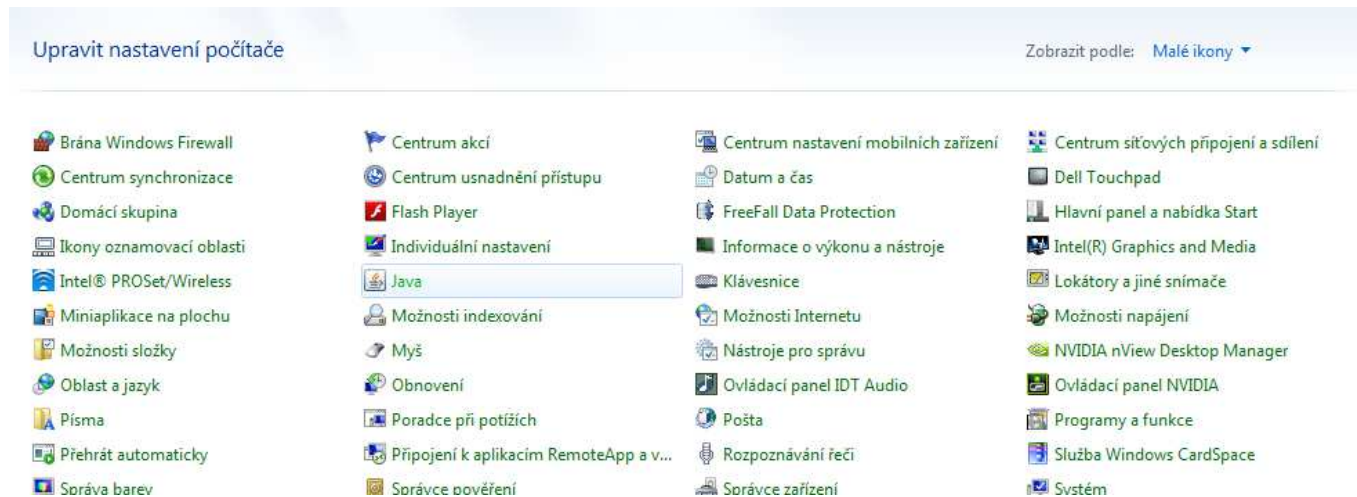 Upravit nastavení počítače
Zobrazit podle: Malé ikony
Brána Windows Firewall
Centrum akcí
Centrum nastavení mobilních zařízení
Centrum síťových připojení a sdílení
Centrum synchronizace
Centrum usnadnění přístupu
Datum a čas
Dell Touchpad
Domácí skupina
Flash Player
FreeFall Data Protection
Hlavní panel a nabídka Start
Ikony oznamovací oblasti
Individuální nastavení
Informace o výkonu a nástroje
Intel(R) Graphics and Media
Intel® PROSet/Wireless
Java
Klávesnice
Lokátory a jiné snímače
Miniaplikace na plochu
Možnosti indexování
Možnosti Internetu
Možnosti napájení
Možnosti složky
Myš
Nástroje pro správu
NVIDIA nView Desktop Manager
Oblast a jazyk
Obnovení
Ovládací panel IDT Audio
Ovládací panel NVIDIA
Písma
Poradce při potížích
Pošta
Programy a funkce
Přehrát automaticky
Připojení k aplikacím RemoteApp a v...
Rozpoznávání řeči
Služba Windows CardSpace
Správa barev
Správce pověření
Správce zařízení
Systém